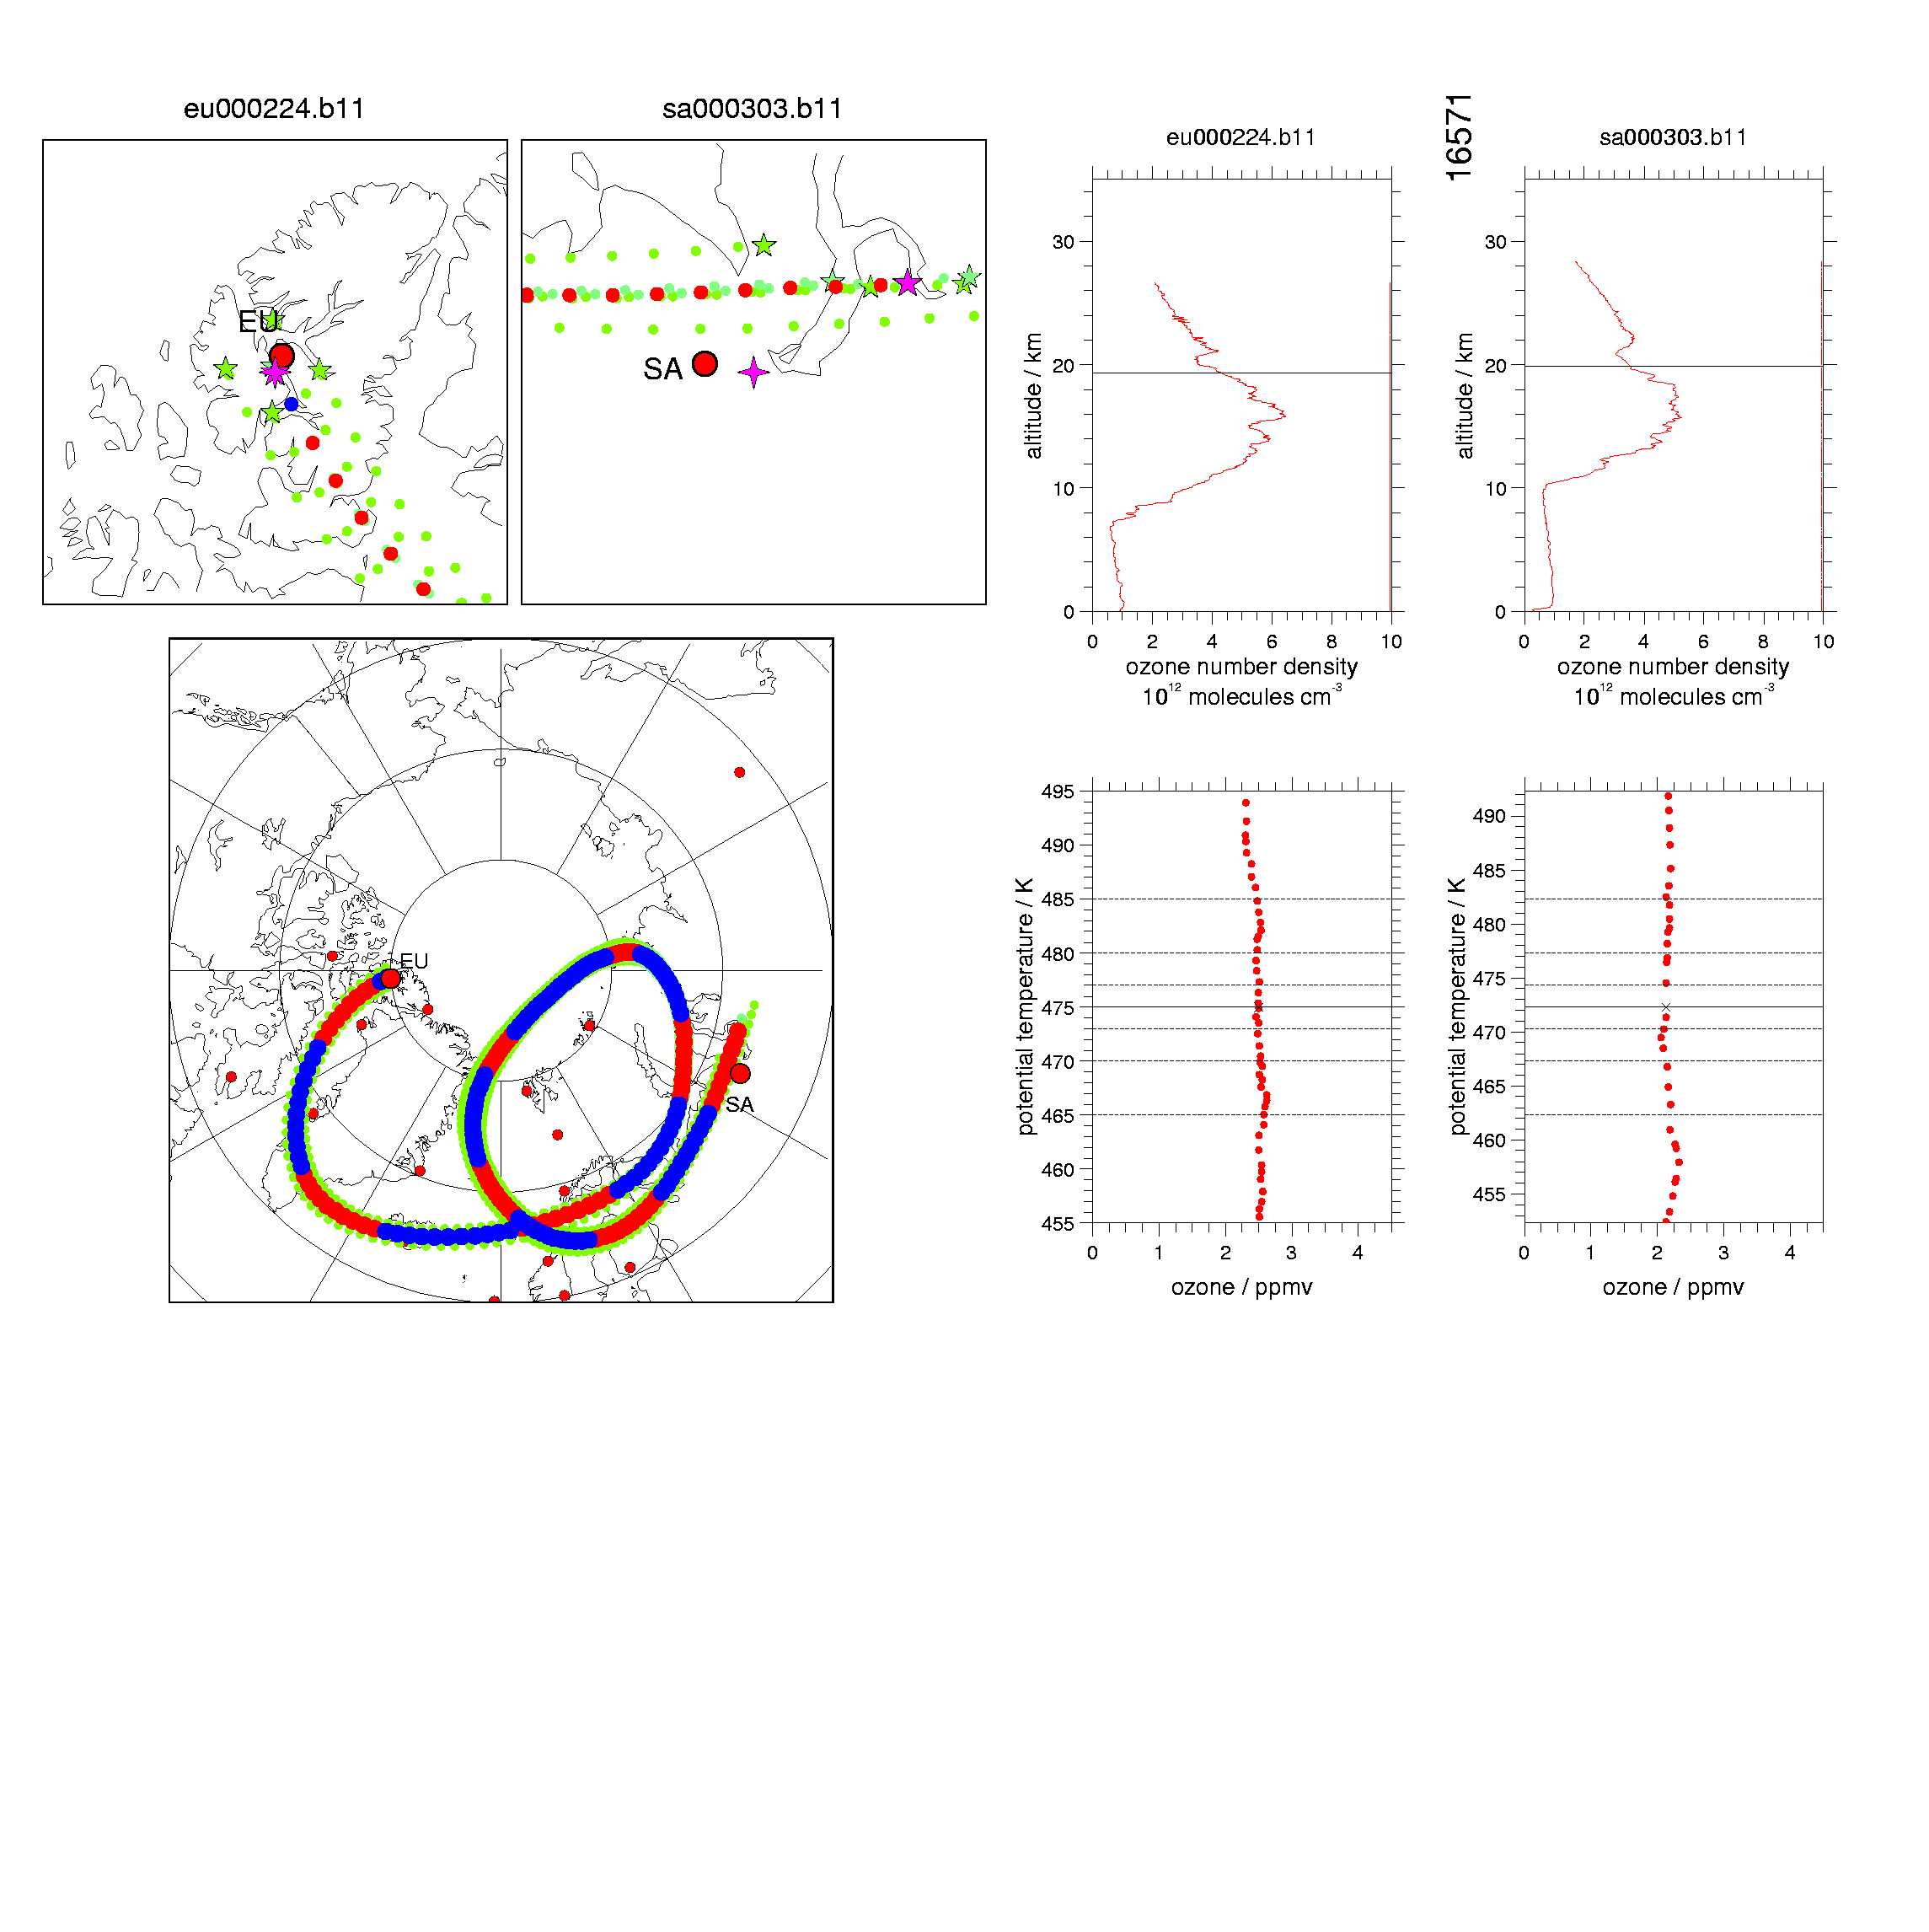 eu000224.b11
sa000303.b11
EU
SA
EU
SA
16571
eu000224.b11
altitude / km
30
20
10
0
0 2 4 6 8 10
ozone number density
10¹² molecules cm⁻³
sa000303.b11
altitude / km
30
20
10
0
0 2 4 6 8 10
ozone number density
10¹² molecules cm⁻³
potential temperature / K
495
490
485
480
475
470
465
460
455
0 1 2 3 4
ozone / ppmv
potential temperature / K
490
485
480
475
470
465
460
455
0 1 2 3 4
ozone / ppmv